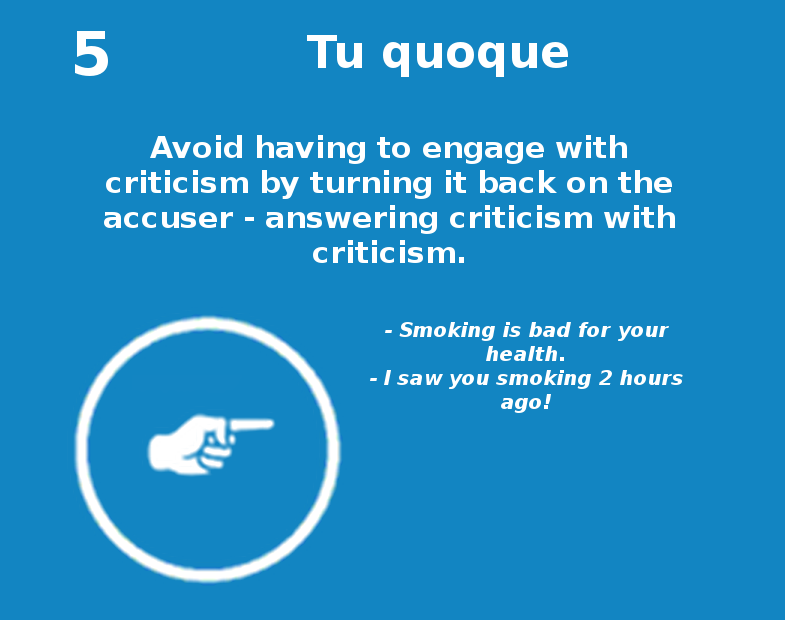 5 Tu quoque
Avoid having to engage with
criticism by turning it back on the
accuser - answering criticism with
criticism.
- Smoking is bad for your
health.
- I saw you smoking 2 hours
ago!